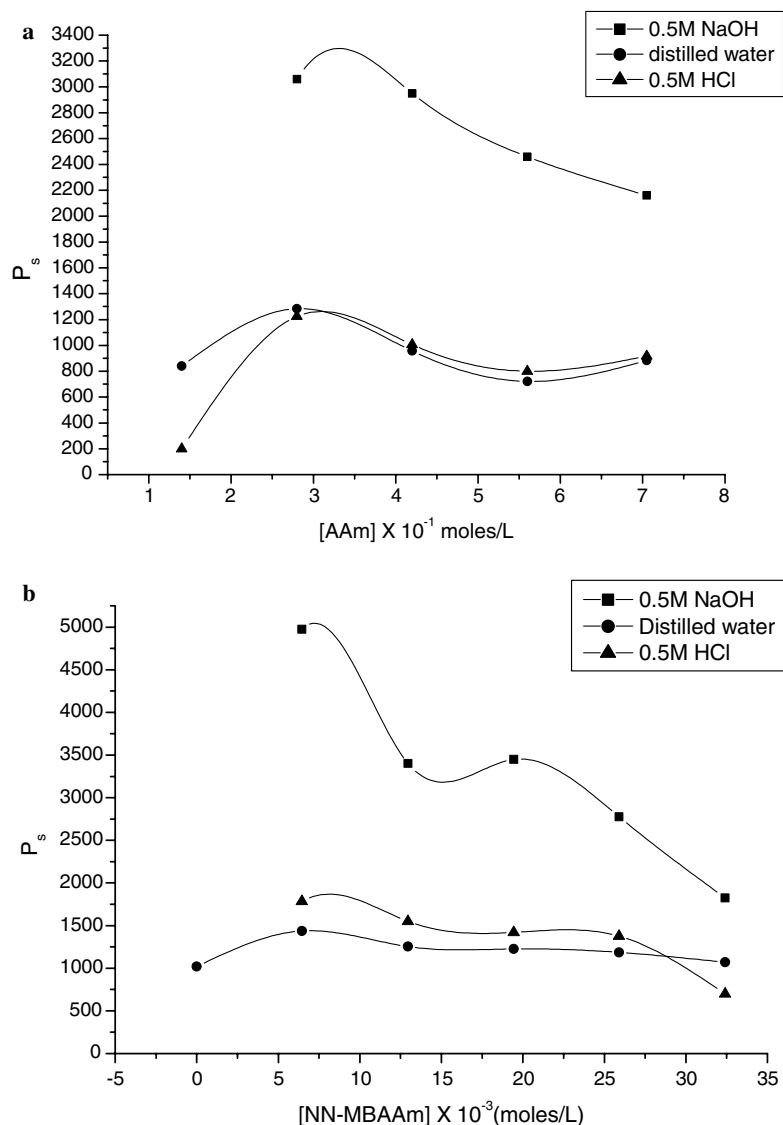 a
0.5M NaOH
distilled water
0.5M HCl
3400
3200
3000
2800
2600
2400
2200
2000
1800
1600
1400
1200
1000
800
600
400
200
0
Ps
1 2 3 4 5 6 7 8
[AAm] X 10-1 moles/L
b
0.5M NaOH
Distilled water
0.5M HCl
5000
4500
4000
3500
3000
2500
2000
1500
1000
500
0
Ps
-5 0 5 10 15 20 25 30 35
[NN-MBAAm] X 10-3(moles/L)